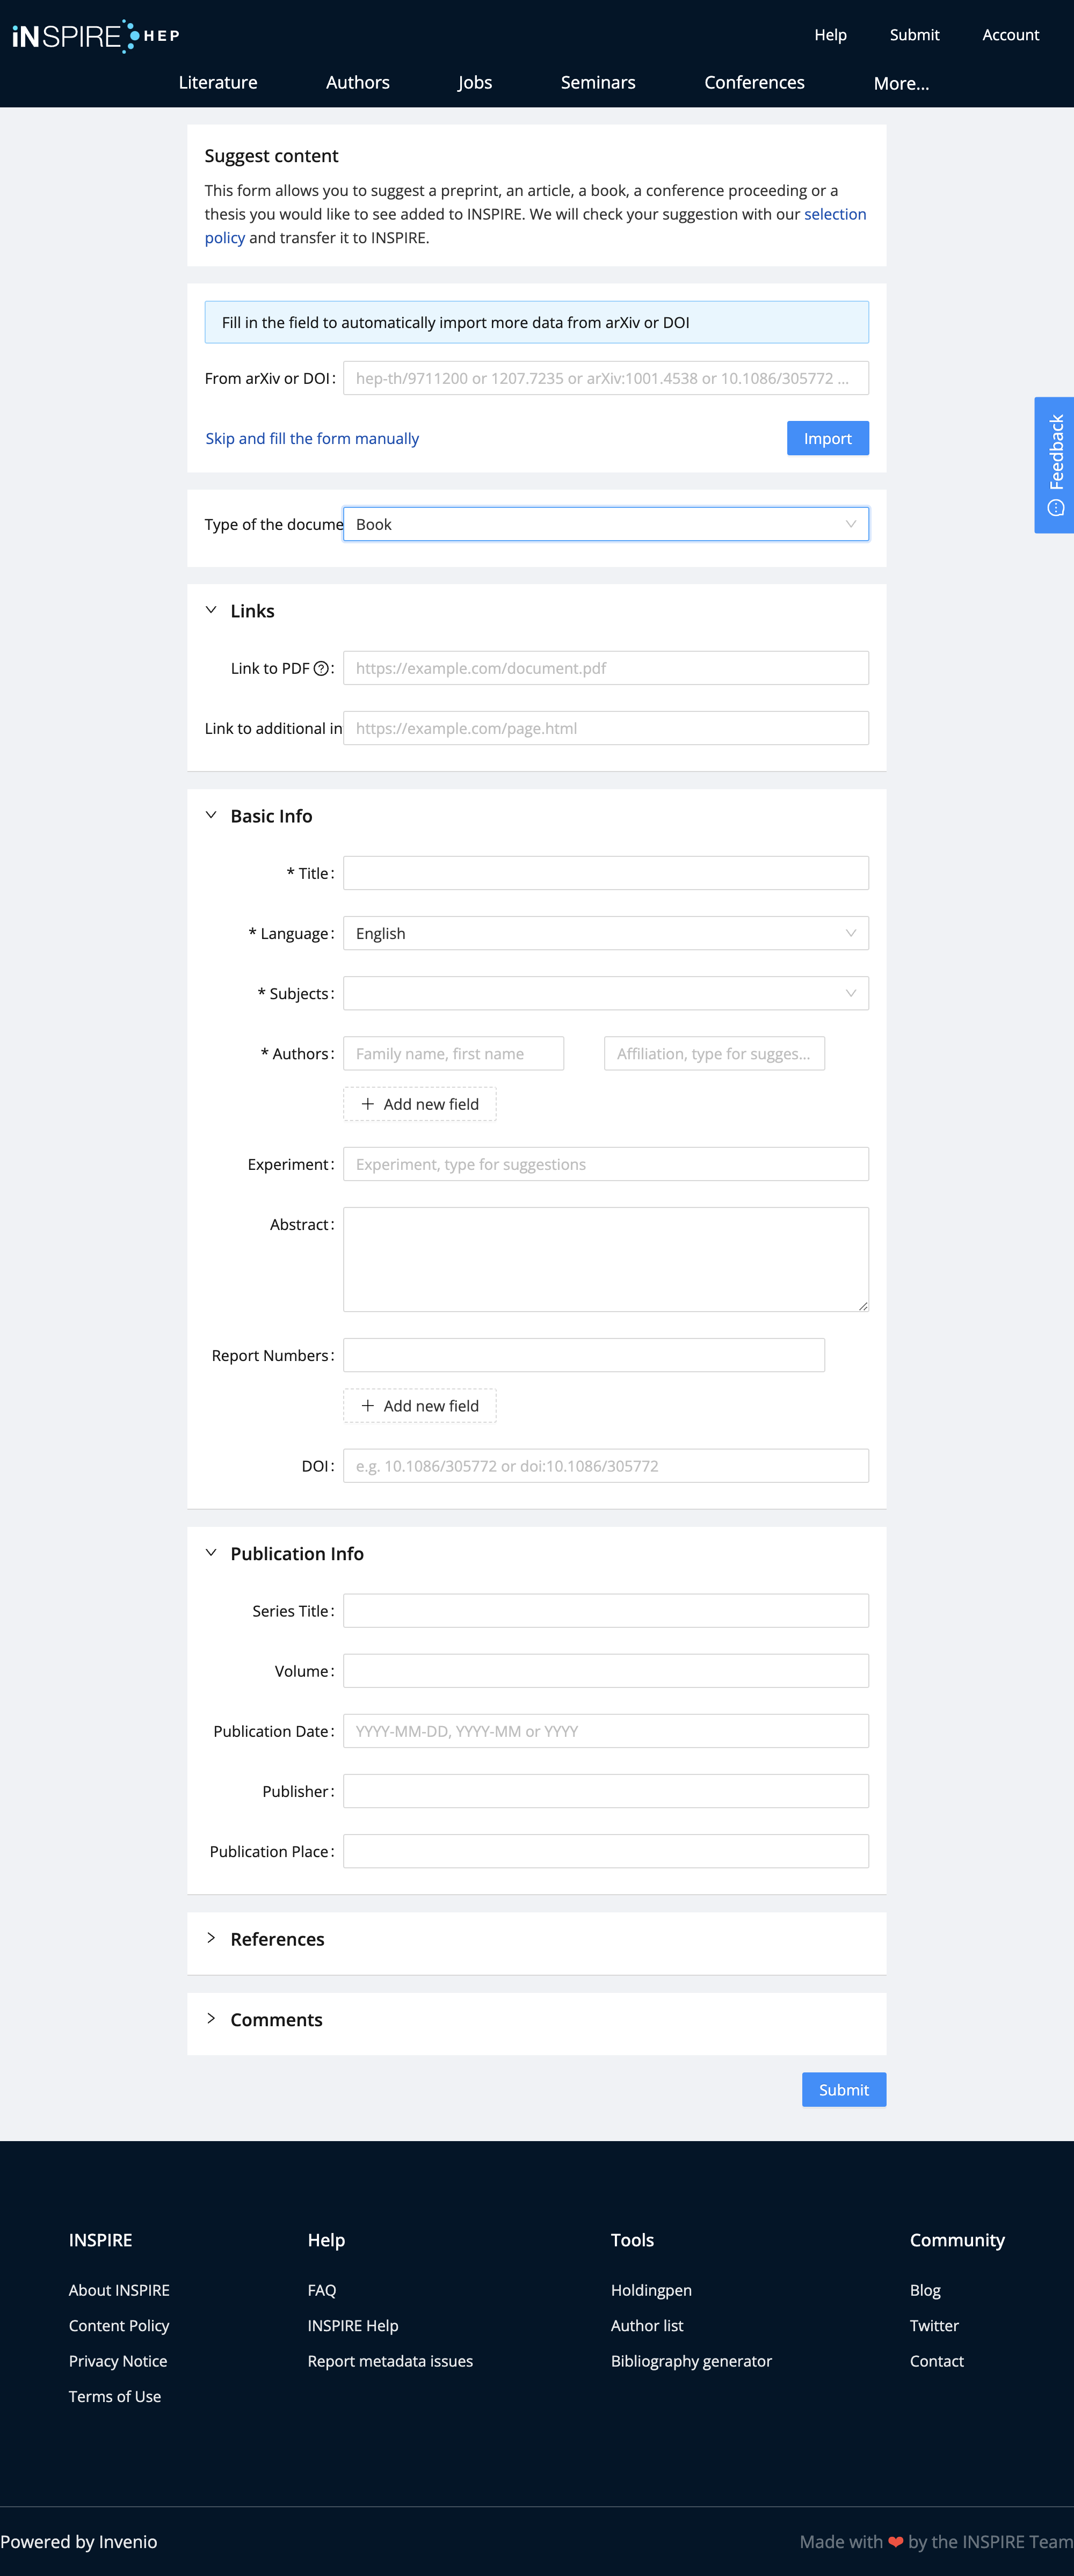 iNSPIRE HEP
Help Submit Account
Literature Authors Jobs Seminars Conferences More...
Suggest content
This form allows you to suggest a preprint, an article, a book, a conference proceeding or a
thesis you would like to see added to INSPIRE. We will check your suggestion with our selection
policy and transfer it to INSPIRE.
Fill in the field to automatically import more data from arXiv or DOI
From arXiv or DOI: hep-th/9711200 or 1207.7235 or arXiv:1001.4538 or 10.1086/305772 ...
Skip and fill the form manually Import
Feedback
Type of the docume Book
Links
Link to PDF : https://example.com/document.pdf
Link to additional in https://example.com/page.html
Basic Info
* Title:
* Language: English
* Subjects:
* Authors: Family name, first name Affiliation, type for sugges...
+ Add new field
Experiment: Experiment, type for suggestions
Abstract:
Report Numbers:
+ Add new field
DOI: e.g. 10.1086/305772 or doi:10.1086/305772
Publication Info
Series Title:
Volume:
Publication Date: YYYY-MM-DD, YYYY-MM or YYYY
Publisher:
Publication Place:
References
Comments
Submit
INSPIRE Help Tools Community
About INSPIRE FAQ Holdingpen Blog
Content Policy INSPIRE Help Author list Twitter
Privacy Notice Report metadata issues Bibliography generator Contact
Terms of Use
Powered by Invenio Made with ❤ by the INSPIRE Team